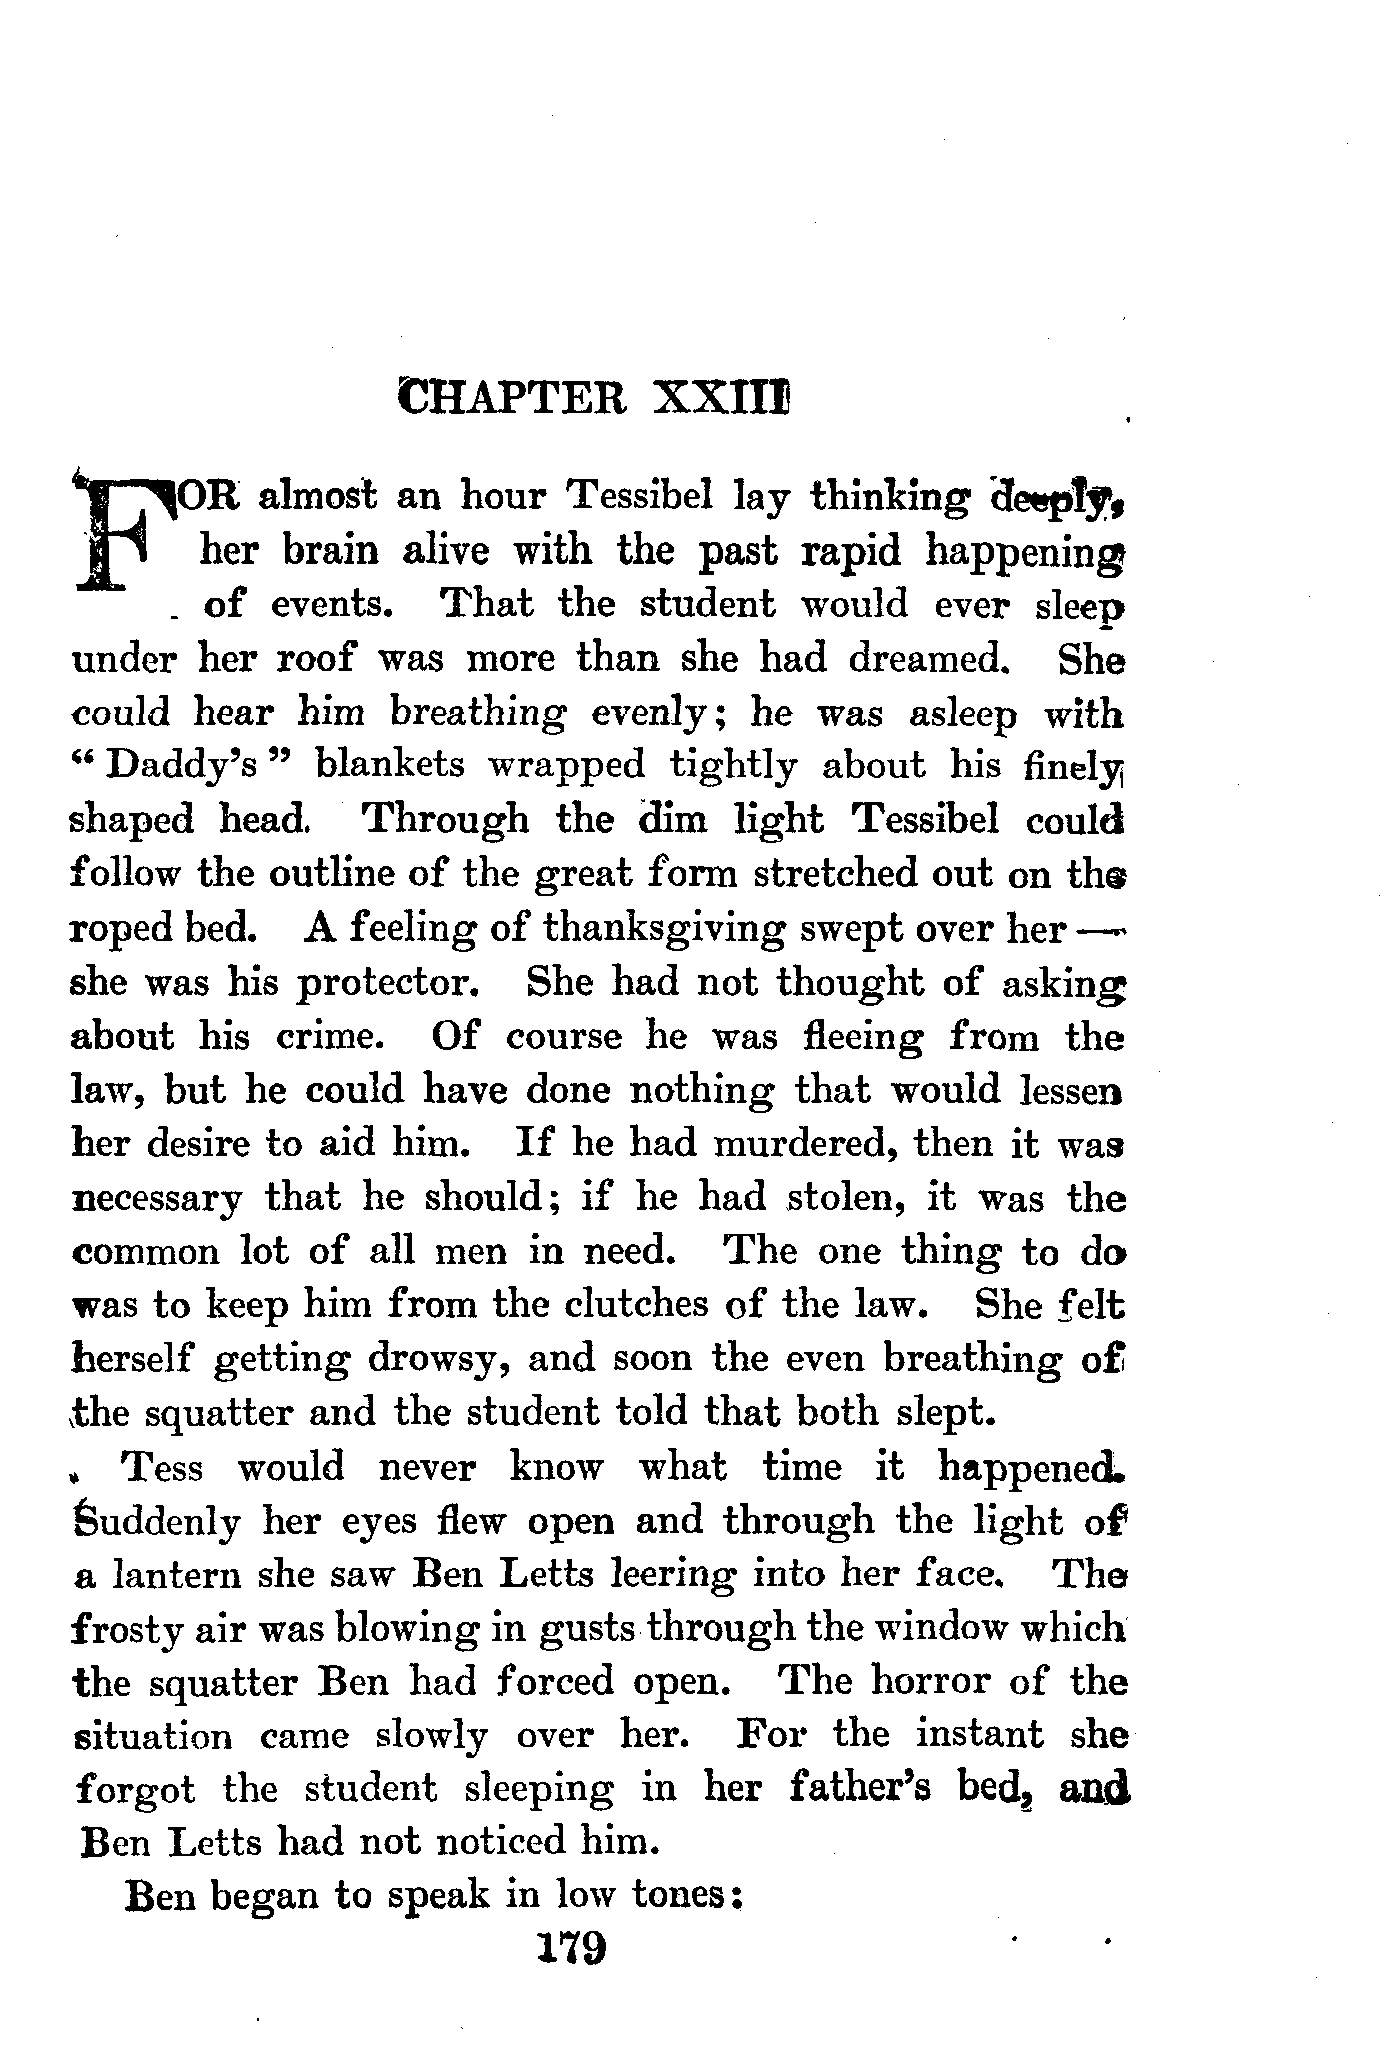 CHAPTER XXIII
FOR almost an hour Tessibel lay thinking deeply,
her brain alive with the past rapid happening
of events. That the student would ever sleep
under her roof was more than she had dreamed. She
could hear him breathing evenly; he was asleep with
“Daddy’s” blankets wrapped tightly about his finely
shaped head. Through the dim light Tessibel could
follow the outline of the great form stretched out on the
roped bed. A feeling of thanksgiving swept over her —
she was his protector. She had not thought of asking
about his crime. Of course he was fleeing from the
law, but he could have done nothing that would lessen
her desire to aid him. If he had murdered, then it was
necessary that he should; if he had stolen, it was the
common lot of all men in need. The one thing to do
was to keep him from the clutches of the law. She felt
herself getting drowsy, and soon the even breathing of
the squatter and the student told that both slept.
Tess would never know what time it happened.
Suddenly her eyes flew open and through the light of
a lantern she saw Ben Letts leering into her face. The
frosty air was blowing in gusts through the window which
the squatter Ben had forced open. The horror of the
situation came slowly over her. For the instant she
forgot the student sleeping in her father’s bed, and
Ben Letts had not noticed him.
Ben began to speak in low tones:
179